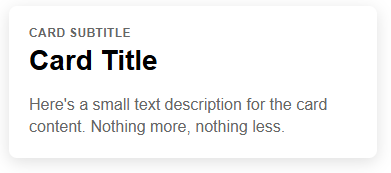 CARD SUBTITLE
Card Title
Here's a small text description for the card
content. Nothing more, nothing less.